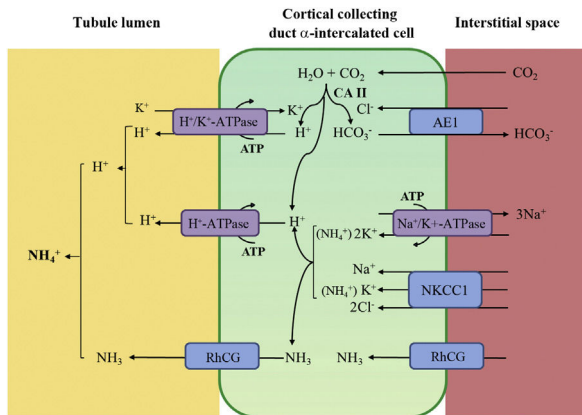 Tubule lumen
Cortical collecting
duct α-intercalated cell
Interstitial space
H₂O + CO₂
CO₂
CA II
K⁺
H⁺/K⁺-ATPase
K⁺
Cl⁻
AE1
H⁺
H⁺
HCO₃⁻
HCO₃⁻
ATP
H⁺
ATP
H⁺
H⁺-ATPase
H⁺
Na⁺/K+-ATPase
3Na⁺
(NH₄⁺) 2K⁺
ATP
NH₄⁺
Na⁺
(NH₄⁺) K⁺
NKCC1
2Cl⁻
NH₃
RhCG
NH₃
NH₃
RhCG